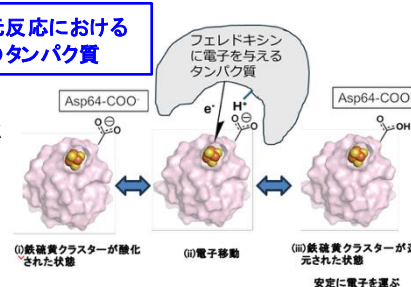 元反応における
のタンパク質
フェレドキシン
に電子を与える
タンパク質
Asp64-COO⁻
e⁻
H⁺
Asp64-COO
O
O
O
O
O
OH
(i)鉄硫黄クラスターが酸化
された状態
(ii)電子移動
(iii)鉄硫黄クラスターが
元された状態
安定に電子を運ぶ